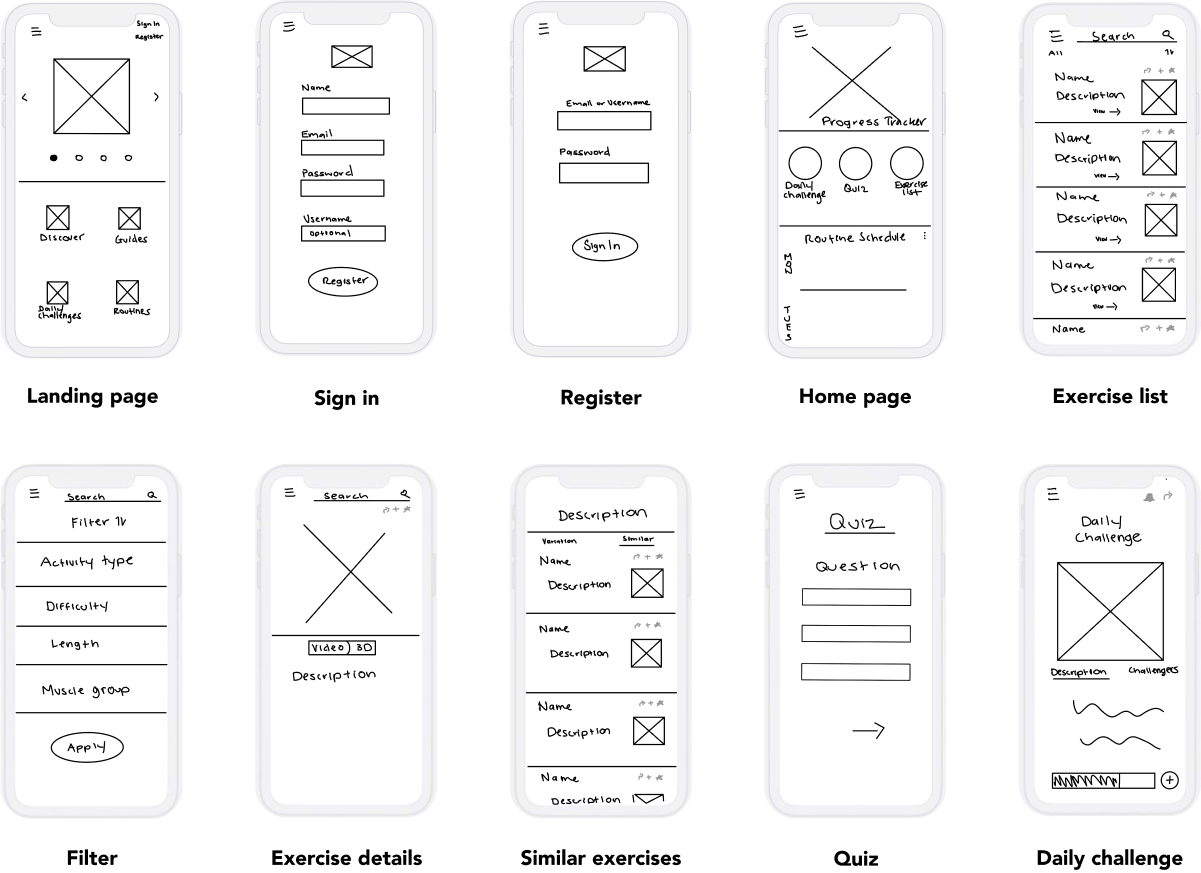 Sign In
Register
Discover
Guides
Daily
challenges
Routines
Landing page
Name
Email
Password
Username
optional
Register
Sign in
Email or Username
Password
Sign In
Register
Progress Tracker
Daily
challenge
Quiz
Exercise
list
Routine Schedule
MON
TUES
Home page
Search
All
Name
Description
View
Name
Description
View
Name
Description
View
Name
Description
View
Name
Exercise list
Search
Filter
Activity type
Difficulty
Length
Muscle group
Apply
Filter
Search
Video 3D
Description
Exercise details
Description
Variation Similar
Name
Description
Name
Description
Name
Description
Name
Description
Similar exercises
Quiz
Question
Quiz
Daily
Challenge
Description Challengers
Daily challenge